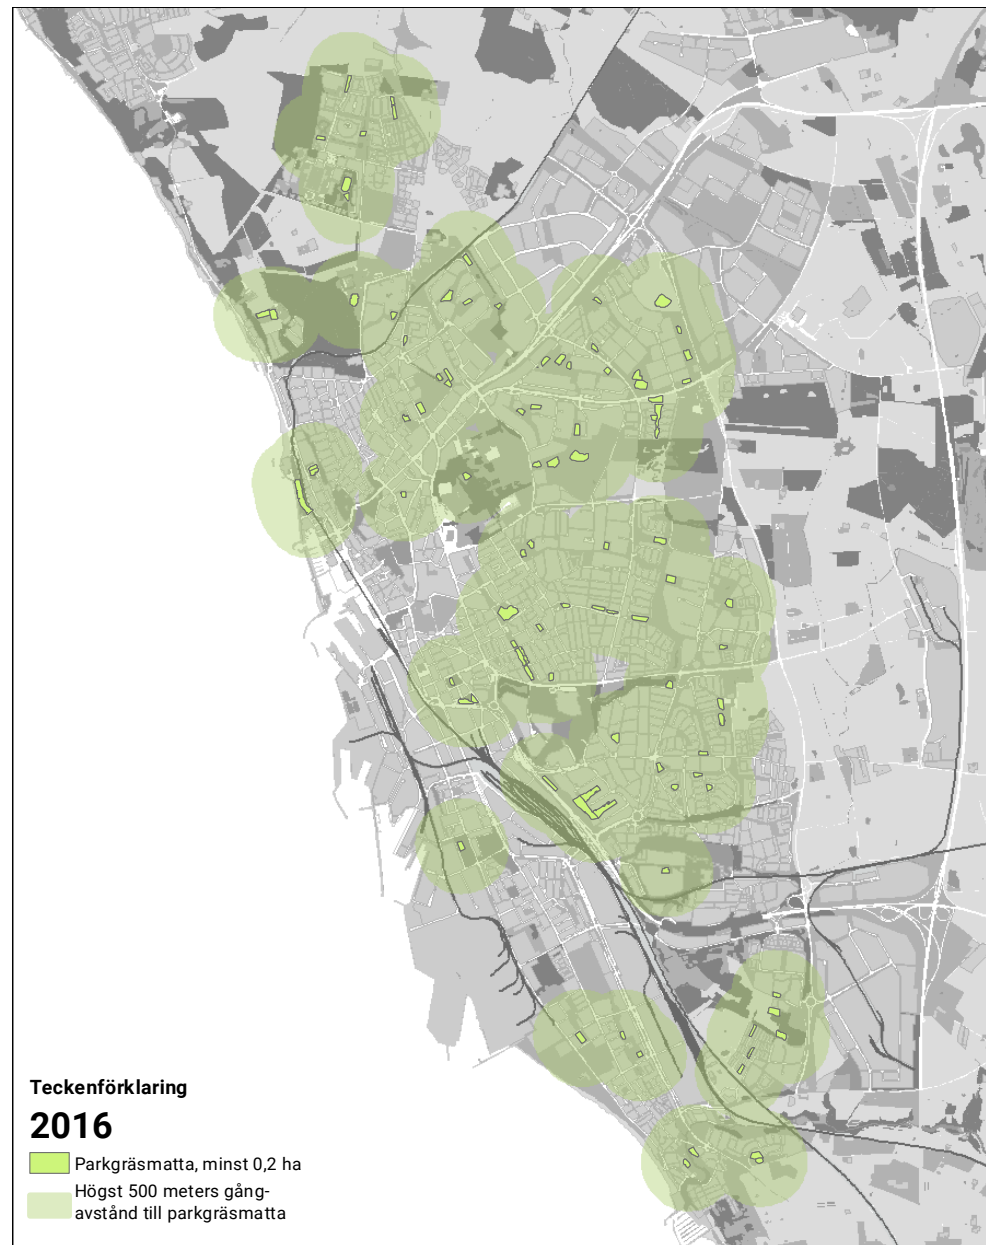 Teckenförklaring
2016
Parkgräsmatta, minst 0,2 ha
Högst 500 meters gång-
avstånd till parkgräsmatta